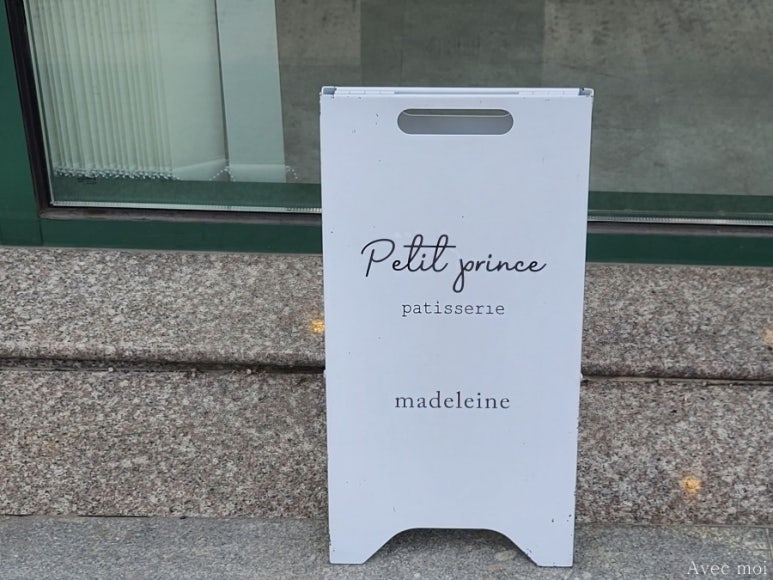 Petit prince
patisserie
madeleine
Avec moi